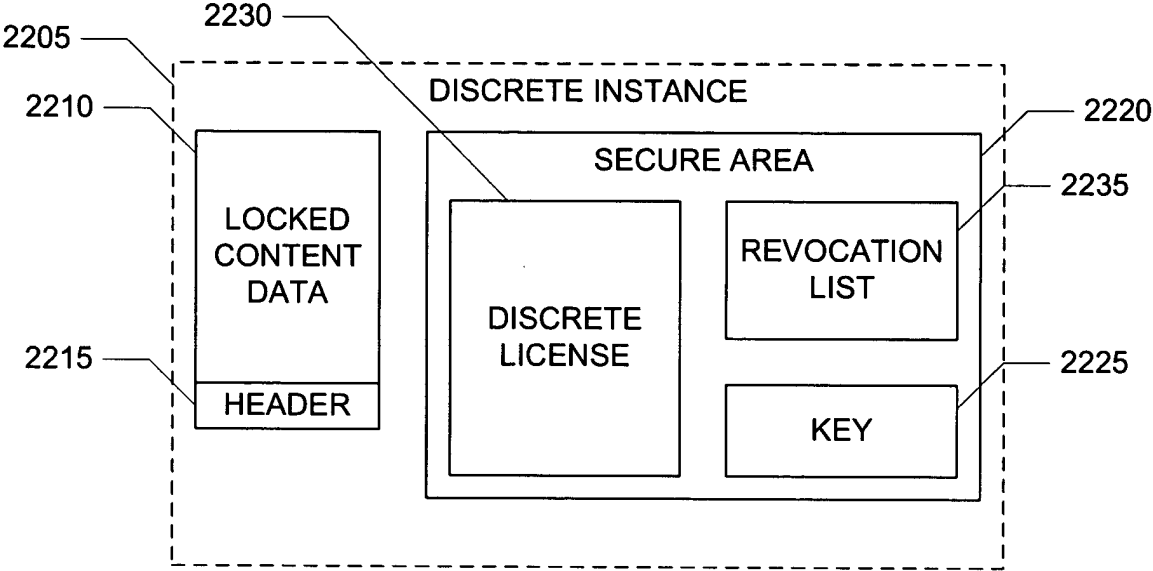 2230
2205
DISCRETE INSTANCE
2210
2220
SECURE AREA
2235
LOCKED
CONTENT
DATA
REVOCATION
LIST
DISCRETE
LICENSE
2215
2225
HEADER
KEY